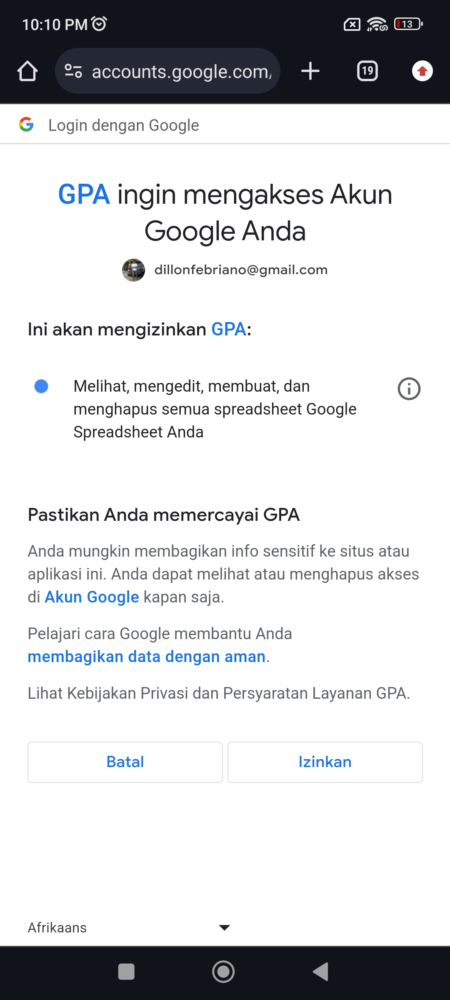 10:10 PM
13
accounts.google.com/
19
Login dengan Google
GPA ingin mengakses Akun
Google Anda
dillonfebriano@gmail.com
Ini akan mengizinkan GPA:
Melihat, mengedit, membuat, dan
menghapus semua spreadsheet Google
Spreadsheet Anda
Pastikan Anda memercayai GPA
Anda mungkin membagikan info sensitif ke situs atau
aplikasi ini. Anda dapat melihat atau menghapus akses
di Akun Google kapan saja.
Pelajari cara Google membantu Anda
membagikan data dengan aman.
Lihat Kebijakan Privasi dan Persyaratan Layanan GPA.
Batal
Izinkan
Afrikaans